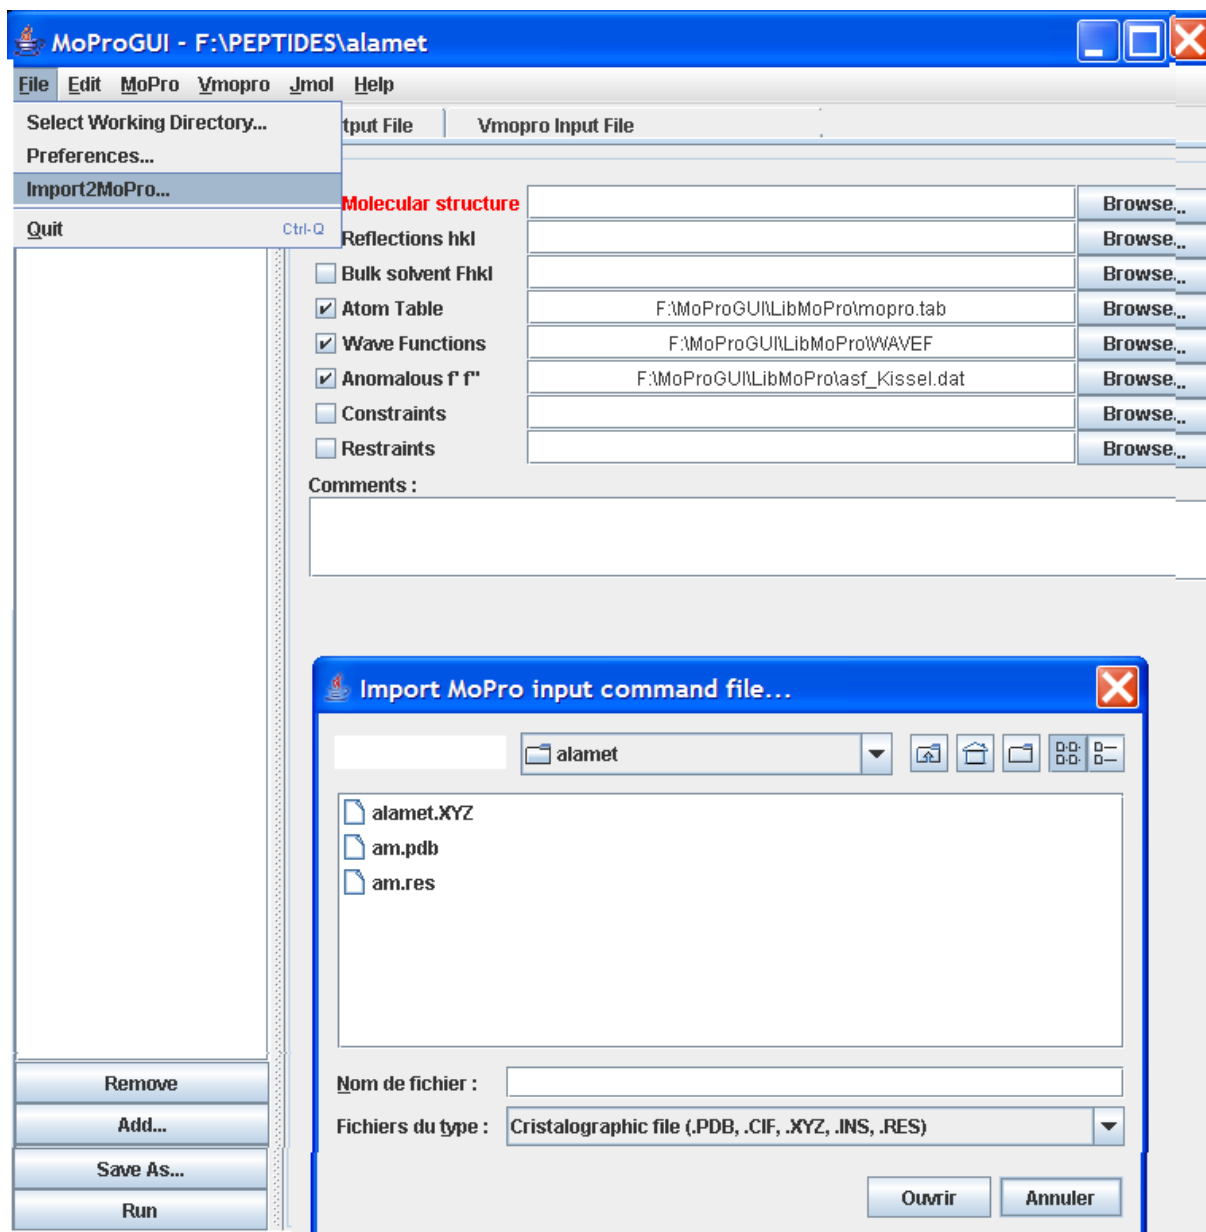 MoProGUI - F:\PEPTIDES\alamet
File Edit MoPro Vmopro Jmol Help
Select Working Directory...
Preferences...
Import2MoPro...
Quit Ctrl-Q
tput File Vmopro Input File
Molecular structure Browse...
Reflections hkl Browse...
Bulk solvent Fhkl Browse...
Atom Table F:\MoProGUI\LibMoPro\mopro.tab Browse...
Wave Functions F:\MoProGUI\LibMoPro\WAVEF Browse...
Anomalous f' f" F:\MoProGUI\LibMoPro\asf_Kissel.dat Browse...
Constraints Browse...
Restraints Browse...
Comments :
Import MoPro input command file...
alamet
alamet.XYZ
am.pdb
am.res
Nom de fichier :
Fichiers du type : Cristalographic file (.PDB, .CIF, .XYZ, .INS, .RES)
Ouvrir Annuler
Remove
Add...
Save As...
Run